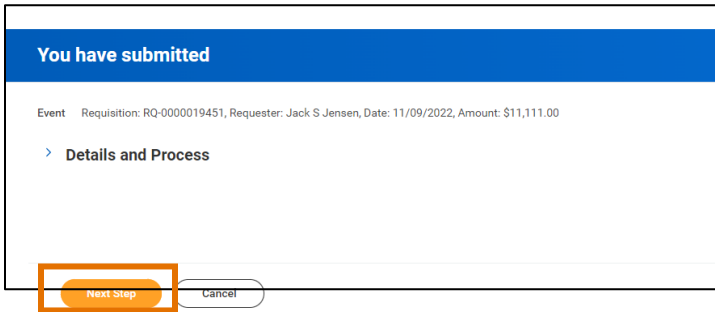 You have submitted
Event Requisition: RQ-0000019451, Requester: Jack S Jensen, Date: 11/09/2022, Amount: $11,111.00
Details and Process
Next Step Cancel